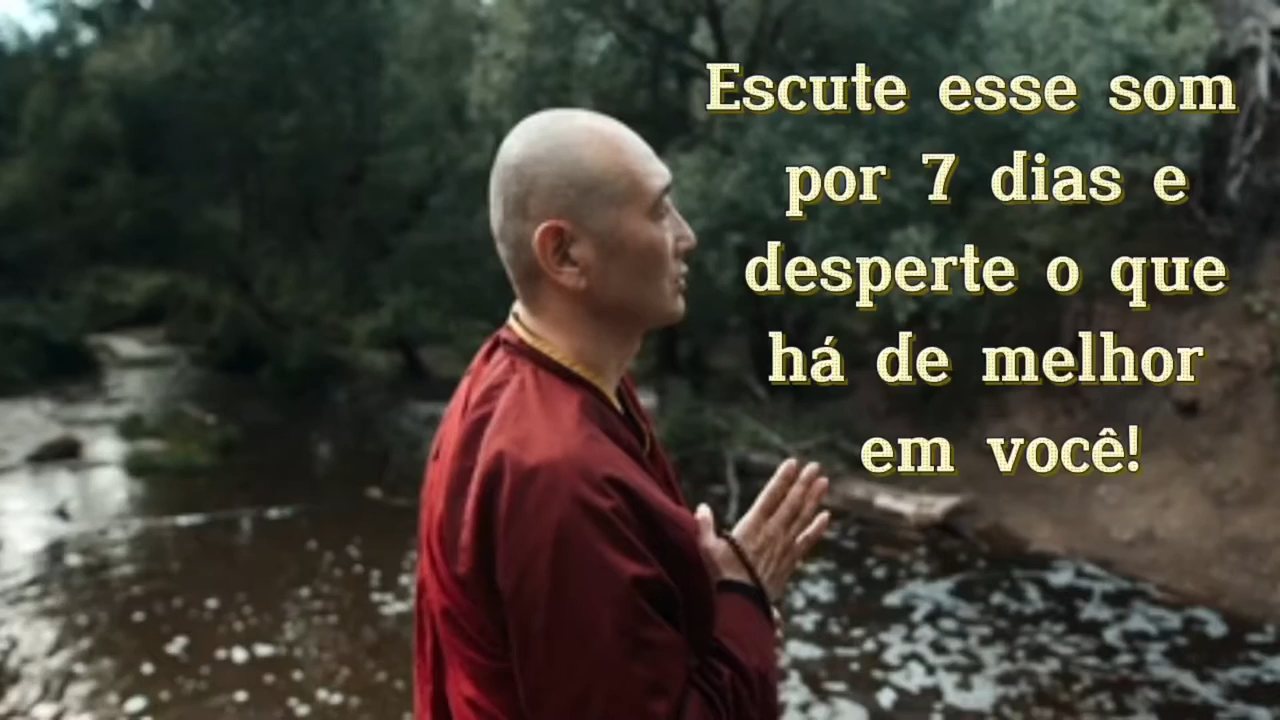 Escute esse som
por 7 dias e
desperte o que
há de melhor
em você!